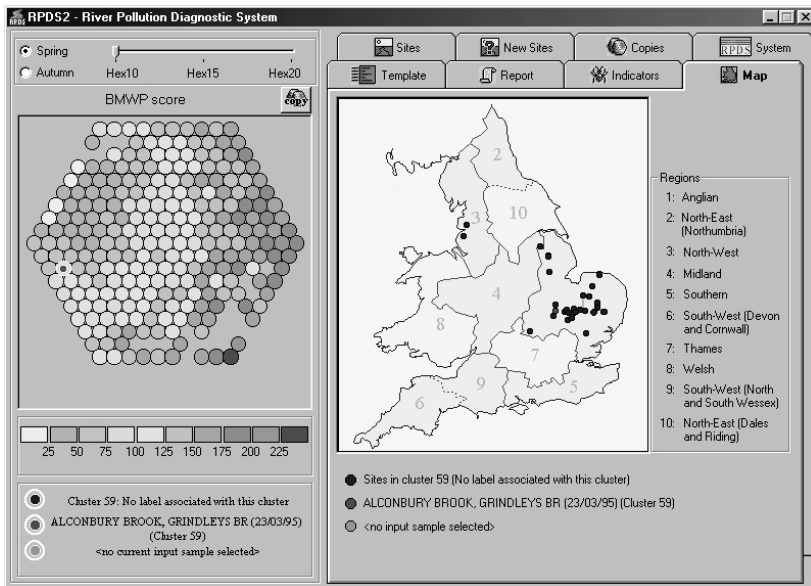 RPDS2 - River Pollution Diagnostic System
Spring
Autumn
Hex10
Hex15
Hex20
BMWP score
copy
25 50 75 100 125 150 175 200 225
Cluster 59: No label associated with this cluster
ALCONBURY BROOK, GRINDLEYS BR (23/03/95)
(Cluster 59)
<no current input sample selected>
Sites
New Sites
Copies
RPDS System
Template
Report
Indicators
Map
2
3
10
4
1
8
7
9
5
6
Regions
1: Anglian
2: North-East
(Northumbria)
3: North-West
4: Midland
5: Southern
6: South-West (Devon
and Cornwall)
7: Thames
8: Welsh
9: South-West (North
and South Wessex)
10: North-East (Dales
and Riding)
Sites in cluster 59 (No label associated with this cluster)
ALCONBURY BROOK, GRINDLEYS BR (23/03/95) (Cluster 59)
<no input sample selected>